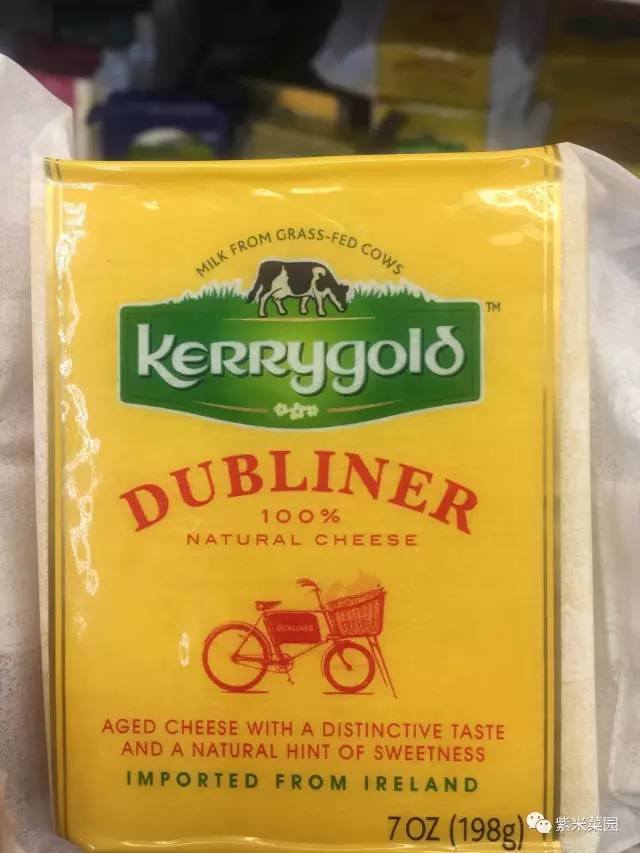 MILK FROM GRASS-FED COWS
KERRYGOLD
TM
DUBLINER
100%
NATURAL CHEESE
DUBLINER
AGED CHEESE WITH A DISTINCTIVE TASTE
AND A NATURAL HINT OF SWEETNESS
IMPORTED FROM IRELAND
7 OZ (198g)
紫米菜园